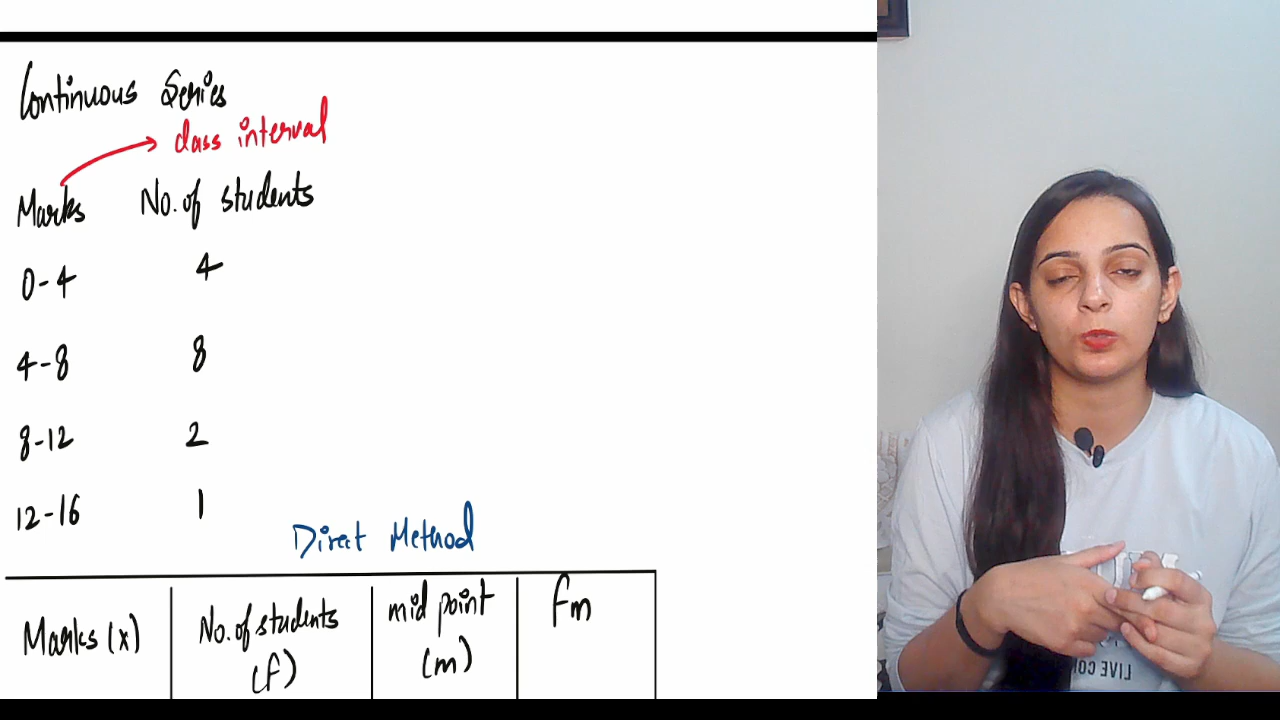 Continuous Series
class interval
Marks No. of students
0-4 4
4-8 8
8-12 2
12-16 1
Direct Method
Marks (x) No. of students (f) mid point (m) Fm
LIVE